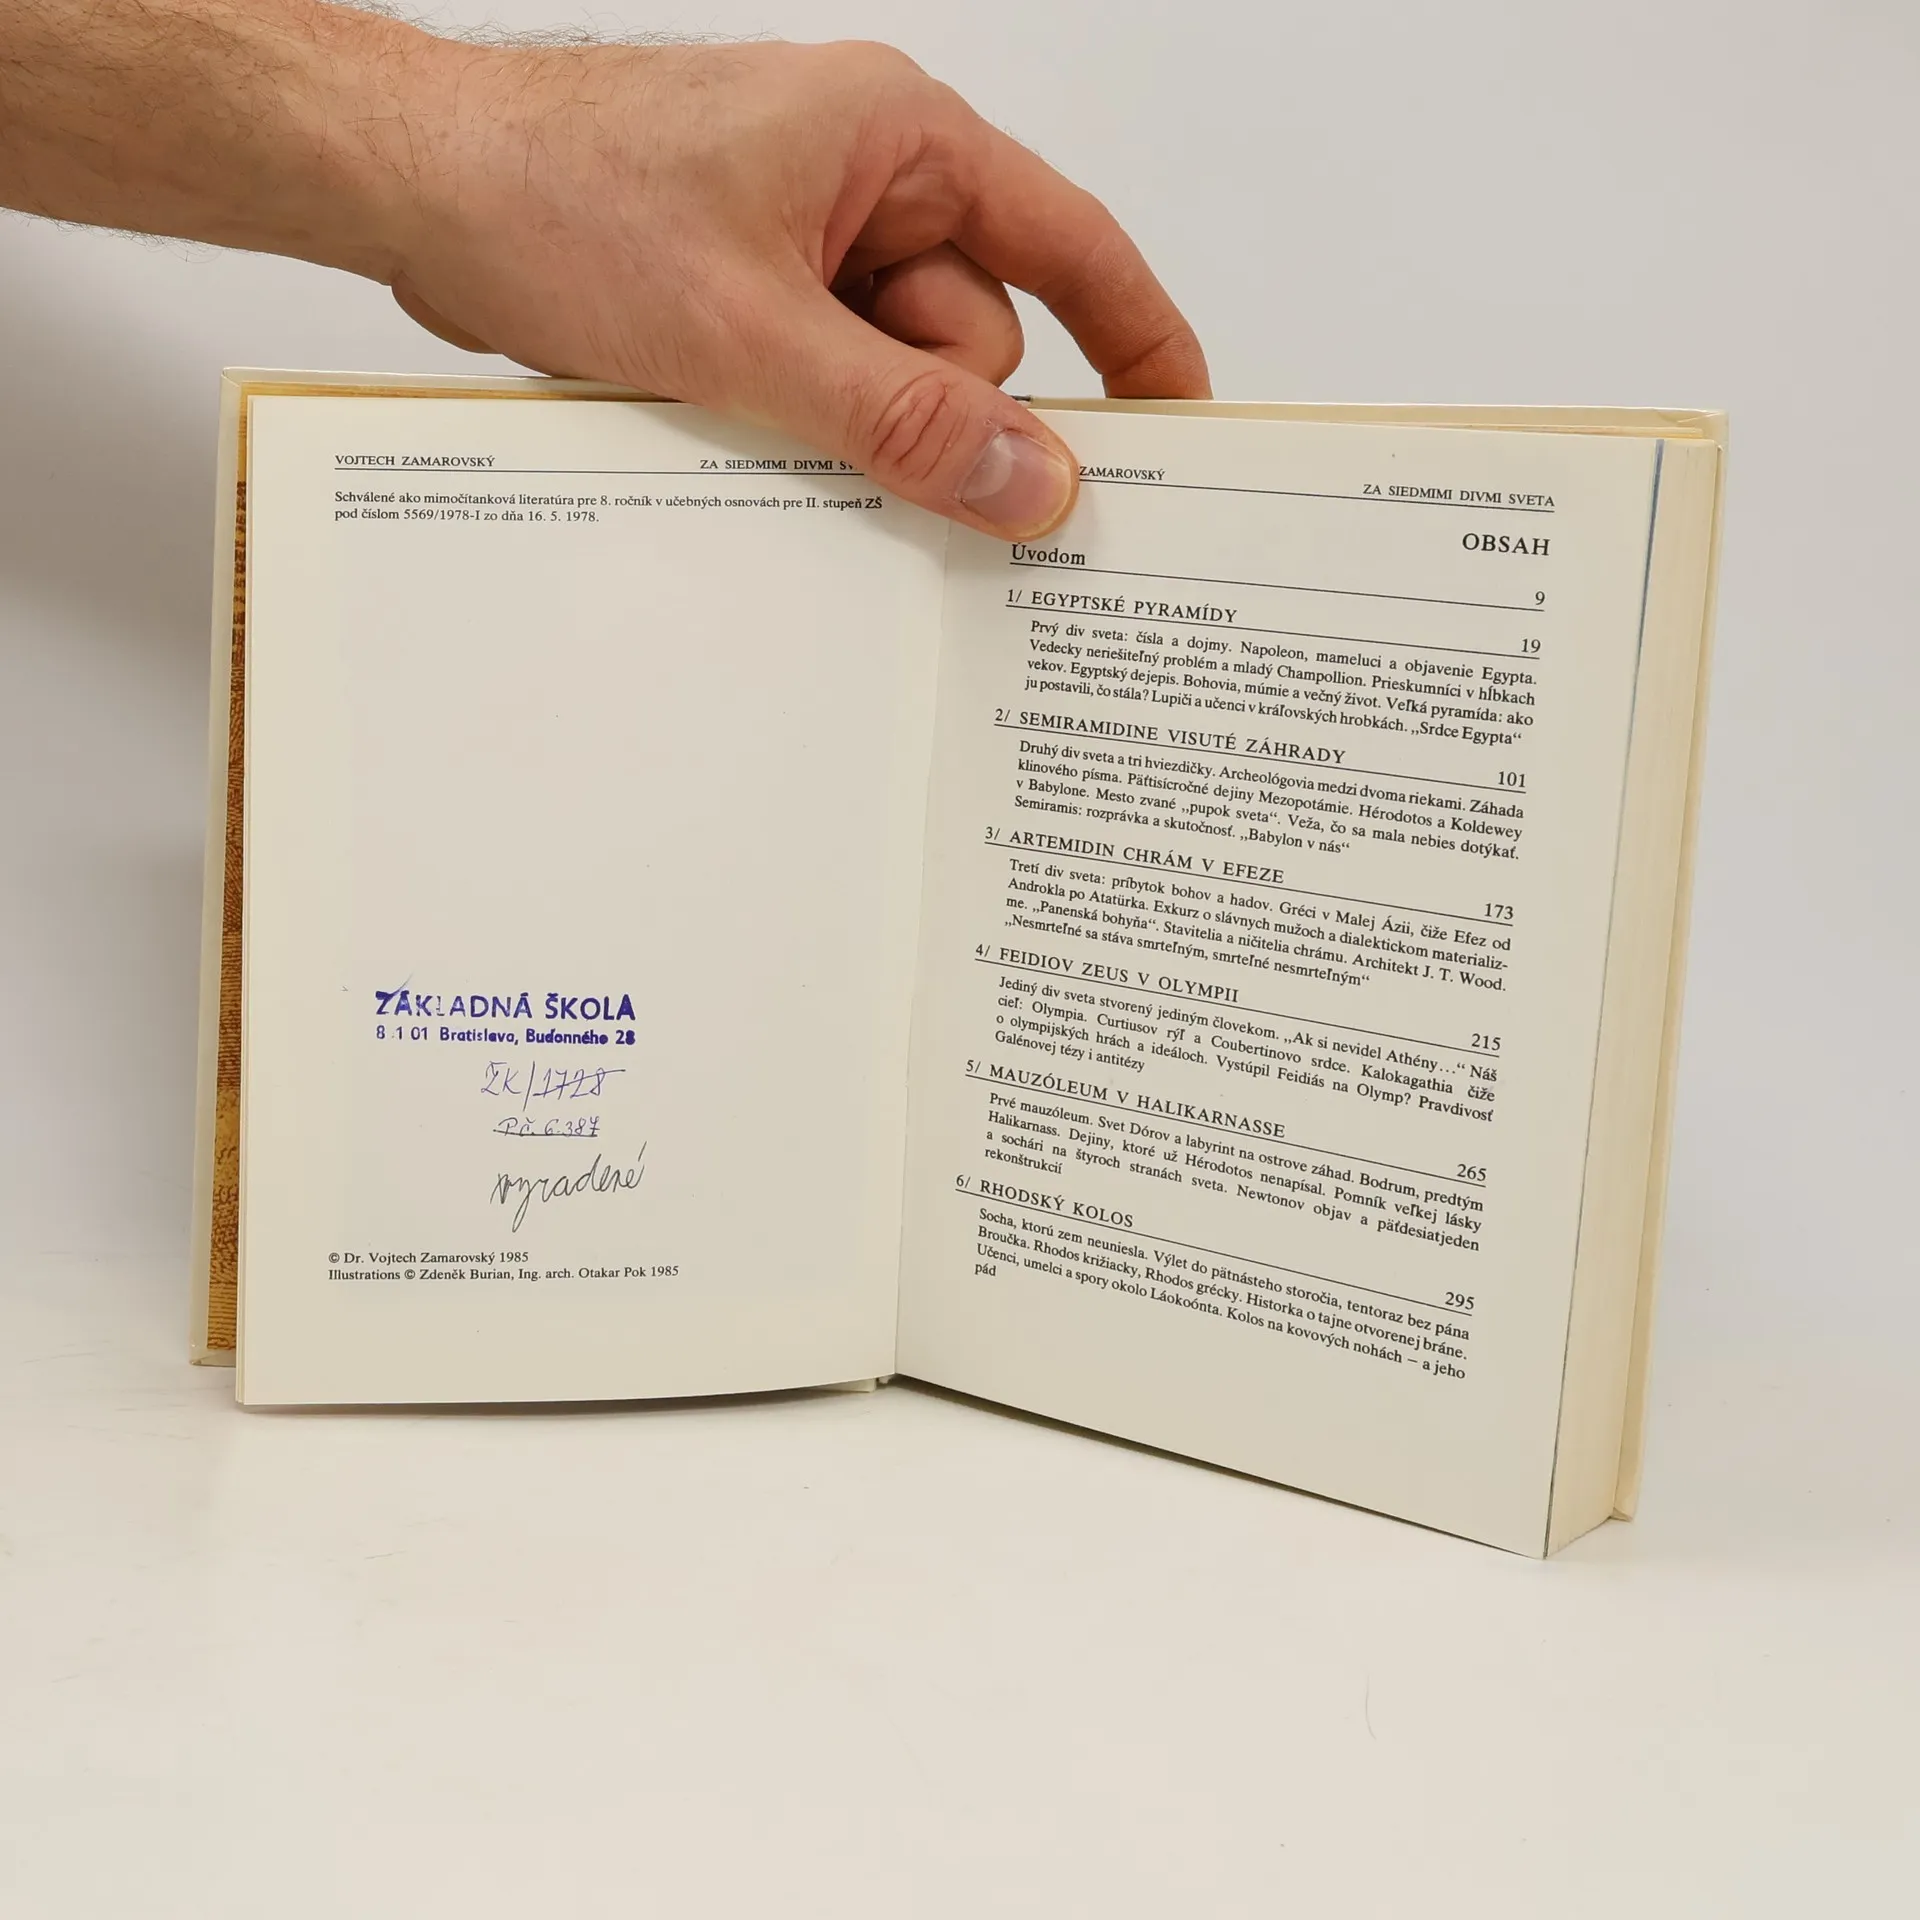 VOJTECH ZAMAROVSKÝ
ZA SIEDMIMI DIVMI
Schválené ako mimočítanková literatúra pre 8. ročník v učebných osnovách pre II. stupeň ZŠ
pod číslom 5569/1978-I zo dňa 16. 5. 1978.
ZÁKLADNÁ ŠKOLA
8 1 01 Bratislava, Buďonného 28
ŽK/1728
Pč. 6.387
vyradené
© Dr. Vojtech Zamarovský 1985
Illustrations © Zdeněk Burian, Ing. arch. Otakar Pok 1985
ZAMAROVSKÝ
ZA SIEDMIMI DIVMI SVETA
OBSAH
Úvodom
9
1/ EGYPTSKÉ PYRAMÍDY
19
Prvý div sveta: čísla a dojmy. Napoleon, mameluci a objavenie Egypta.
Vedecky neriešiteľný problém a mladý Champollion. Prieskumníci v hĺbkach
vekov. Egyptský dejepis. Bohovia, múmie a večný život. Veľká pyramída: ako
ju postavili, čo stála? Lupiči a učenci v kráľovských hrobkách. „Srdce Egypta“
2/ SEMIRAMIDINE VISUTÉ ZÁHRADY
101
Druhý div sveta a tri hviezdičky. Archeológovia medzi dvoma riekami. Záhada
klinového písma. Päťtisícročné dejiny Mezopotámie. Hérodotos a Koldewey
v Babylone. Mesto zvané „pupok sveta“. Veža, čo sa mala nebies dotýkať.
Semiramis: rozprávka a skutočnosť. „Babylon v nás“
3/ ARTEMIDIN CHRÁM V EFEZE
173
Tretí div sveta: príbytok bohov a hadov. Gréci v Malej Ázii, čiže Efez od
Androkla po Atatürka. Exkurz o slávnych mužoch a dialektickom materializ-
me. „Panenská bohyňa“. Stavitelia a ničitelia chrámu. Architekt J. T. Wood.
„Nesmrteľné sa stáva smrteľným, smrteľné nesmrteľným“
4/ FEIDIOV ZEUS V OLYMPII
215
Jediný div sveta stvorený jediným človekom. „Ak si nevidel Athény...“ Náš
cieľ: Olympia. Curtiusov rýľ a Coubertinovo srdce. Kalokagathia čiže
o olympijských hrách a ideáloch. Vystúpil Feidiás na Olymp? Pravdivosť
Galénovej tézy i antitézy
5/ MAUZÓLEUM V HALIKARNASSE
265
Prvé mauzóleum. Svet Dórov a labyrint na ostrove záhad. Bodrum, predtým
Halikarnass. Dejiny, ktoré už Hérodotos nenapísal. Pomník veľkej lásky
a sochári na štyroch stranách sveta. Newtonov objav a päťdesiatjeden
rekonštrukcií
6/ RHODSKÝ KOLOS
295
Socha, ktorú zem neuniesla. Výlet do pätnásteho storočia, tentoraz bez pána
Broučka. Rhodos križiacky, Rhodos grécky. Historka o tajne otvorenej bráne.
Učenci, umelci a spory okolo Láokoónta. Kolos na kovových nohách – a jeho
pád